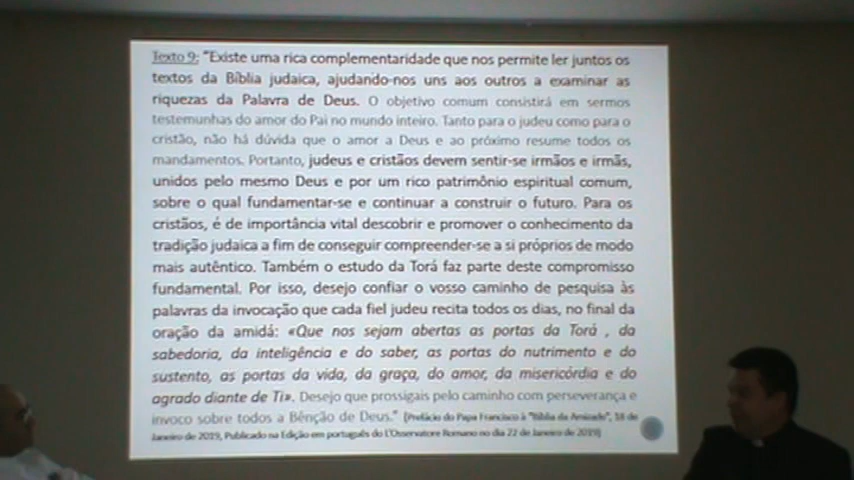 Texto 9: "Existe uma rica complementaridade que nos permite ler juntos os
textos da Bíblia judaica, ajudando-nos uns aos outros a examinar as
riquezas da Palavra de Deus. O objetivo comum consistirá em sermos
testemunhas do amor do Pai no mundo inteiro. Tanto para o judeu como para o
cristão, não há dúvida que o amor a Deus e ao próximo resume todos os
mandamentos. Portanto, judeus e cristãos devem sentir-se irmãos e irmãs,
unidos pelo mesmo Deus e por um rico patrimônio espiritual comum,
sobre o qual fundamentar-se e continuar a construir o futuro. Para os
cristãos, é de importância vital descobrir e promover o conhecimento da
tradição judaica a fim de conseguir compreender-se a si próprios de modo
mais autêntico. Também o estudo da Torá faz parte deste compromisso
fundamental. Por isso, desejo confiar o vosso caminho de pesquisa às
palavras da invocação que cada fiel judeu recita todos os dias, no final da
oração da amidá: «Que nos sejam abertas as portas da Torá , da
sabedoria, da inteligência e do saber, as portas do nutrimento e do
sustento, as portas da vida, da graça, do amor, da misericórdia e do
agrado diante de Ti». Desejo que prossigais pelo caminho com perseverança e
invoco sobre todos a Bênção de Deus." (Prefácio do Papa Francisco à "Bíblia da Amizade", 16 de
Janeiro de 2019, Publicado na Edição em português do L'Osservatore Romano no dia 22 de Janeiro de 2019)